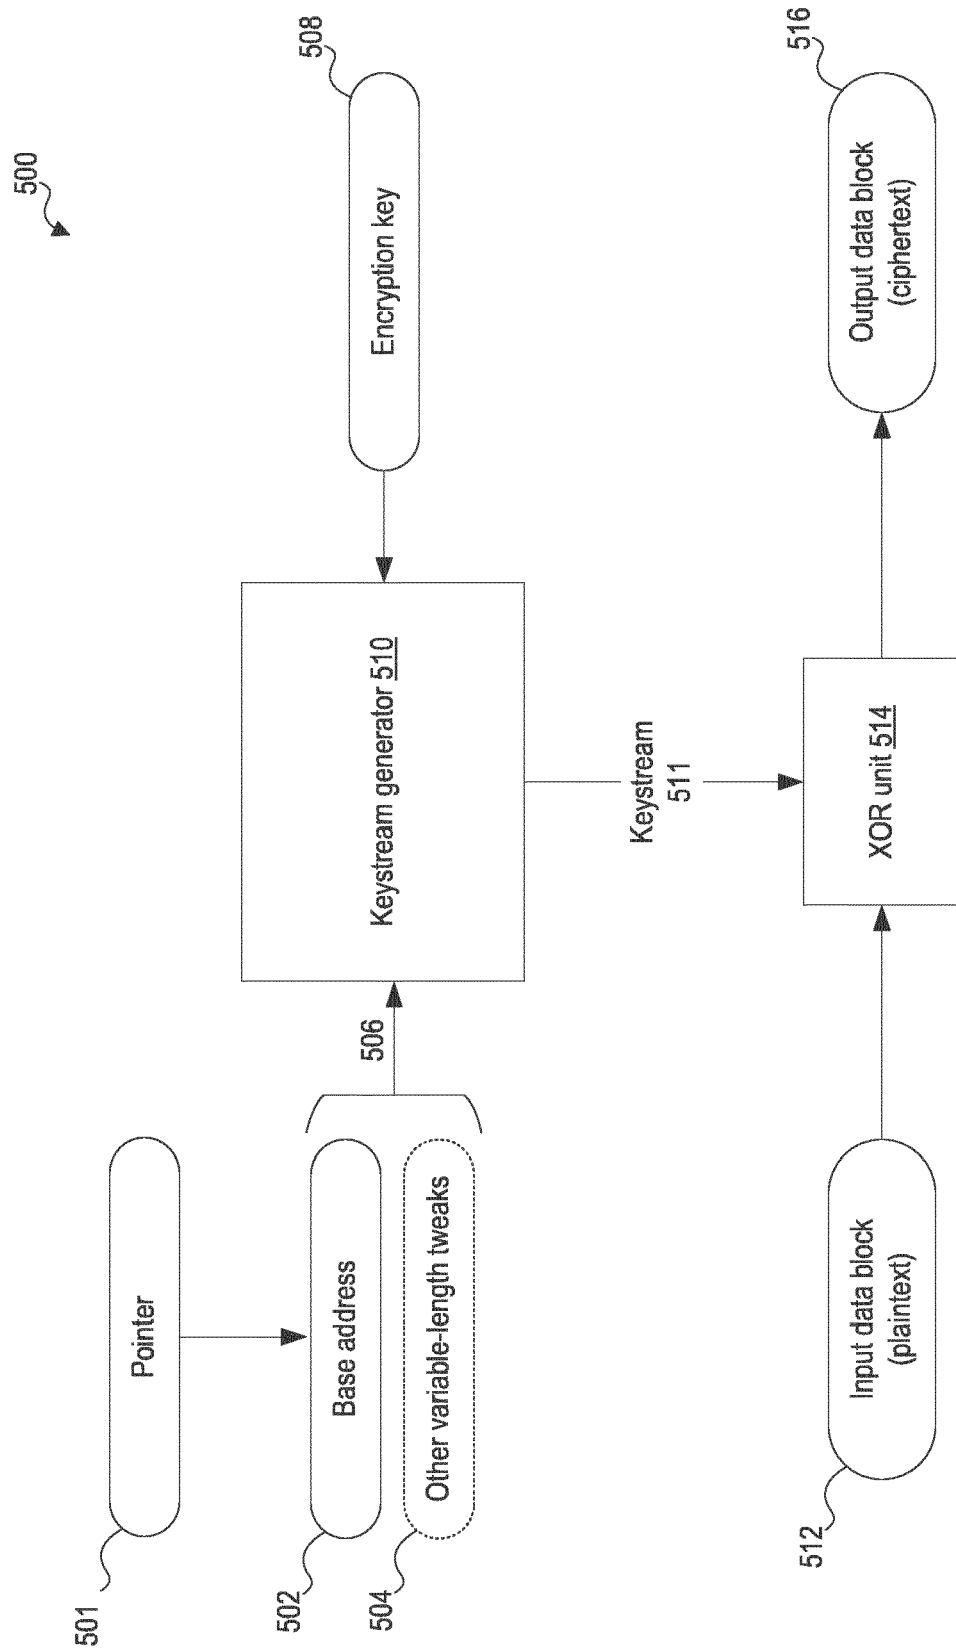 500
501
Pointer
502
Base address
504
Other variable-length tweaks
506
Keystream generator 510
508
Encryption key
Keystream
511
512
Input data block
(plaintext)
XOR unit 514
516
Output data block
(ciphertext)